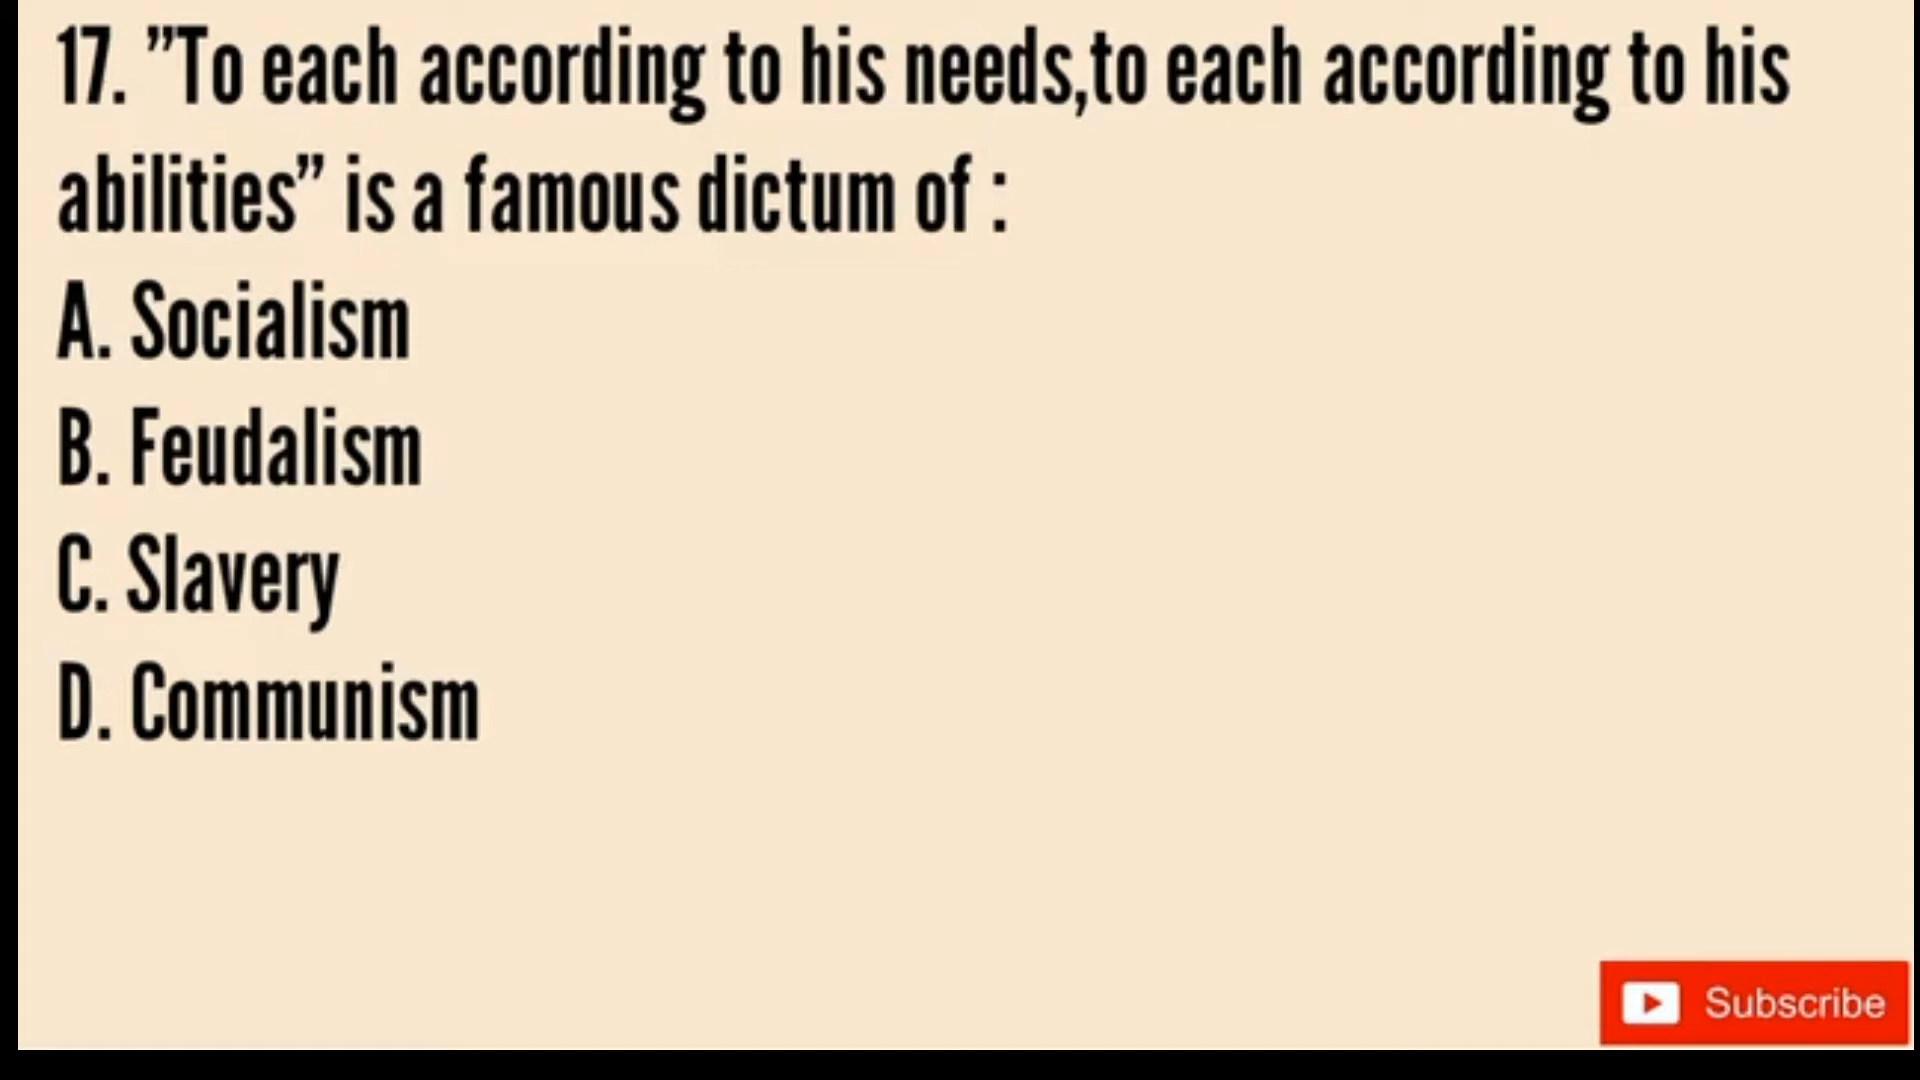 17. ”To each according to his needs,to each according to his
abilities” is a famous dictum of :
A. Socialism
B. Feudalism
C. Slavery
D. Communism
Subscribe